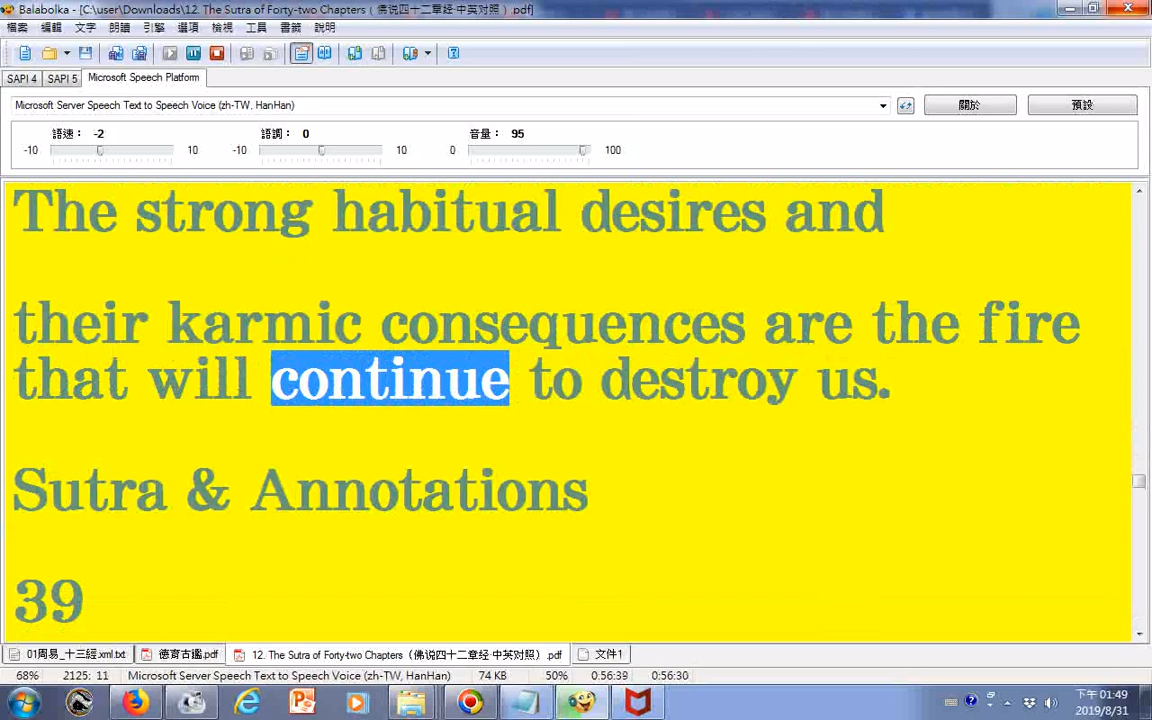 Balabolka - [C:\user\Downloads\12. The Sutra of Forty-two Chapters（佛说四十二章经·中英对照）.pdf]
檔案 編輯 文字 朗讀 引擎 選項 檢視 工具 書籤 說明
SAPI 4 SAPI 5 Microsoft Speech Platform
Microsoft Server Speech Text to Speech Voice (zh-TW, HanHan) 關於 預設
語速： -2 語調： 0 音量： 95
-10 10 -10 10 0 100
The strong habitual desires and
their karmic consequences are the fire
that will continue to destroy us.
Sutra & Annotations
39
01周易_十三經.xml.txt 德育古鑑.pdf 12. The Sutra of Forty-two Chapters（佛说四十二章经·中英对照）.pdf 文件1
68% 2125: 11 Microsoft Server Speech Text to Speech Voice (zh-TW, HanHan) 74 KB 50% 0:56:39 0:56:30
下午 01:49
2019/8/31